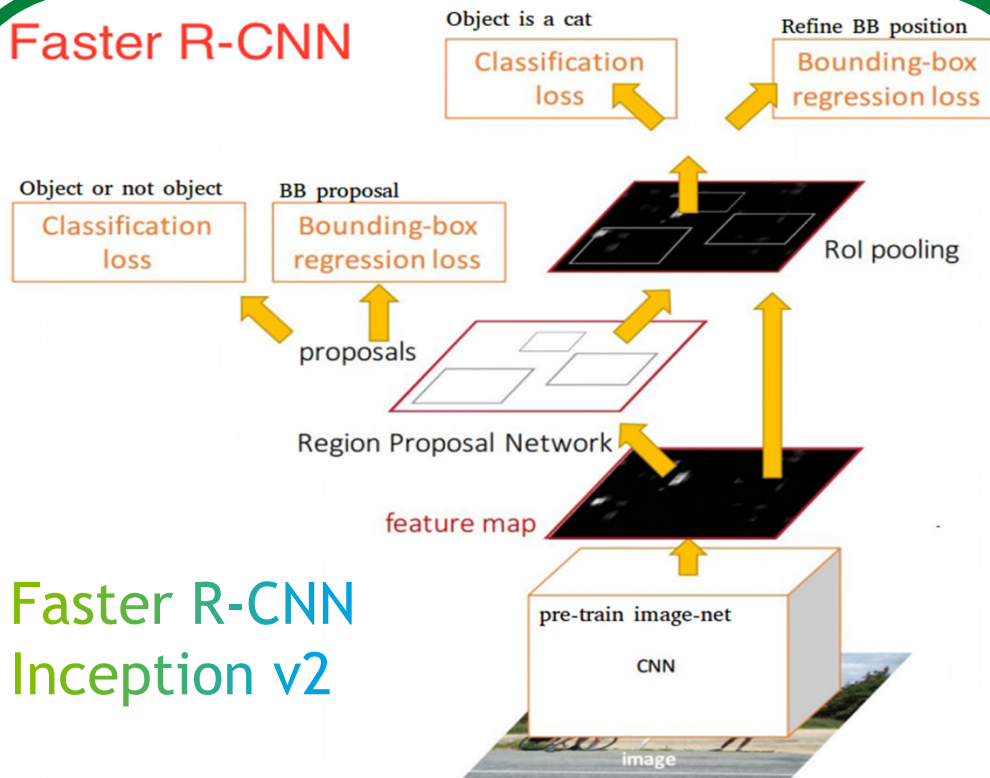 Faster R-CNN
Object is a cat
Classification
loss
Refine BB position
Bounding-box
regression loss
Object or not object
Classification
loss
BB proposal
Bounding-box
regression loss
RoI pooling
proposals
Region Proposal Network
feature map
pre-train image-net
CNN
image
Faster R-CNN
Inception v2